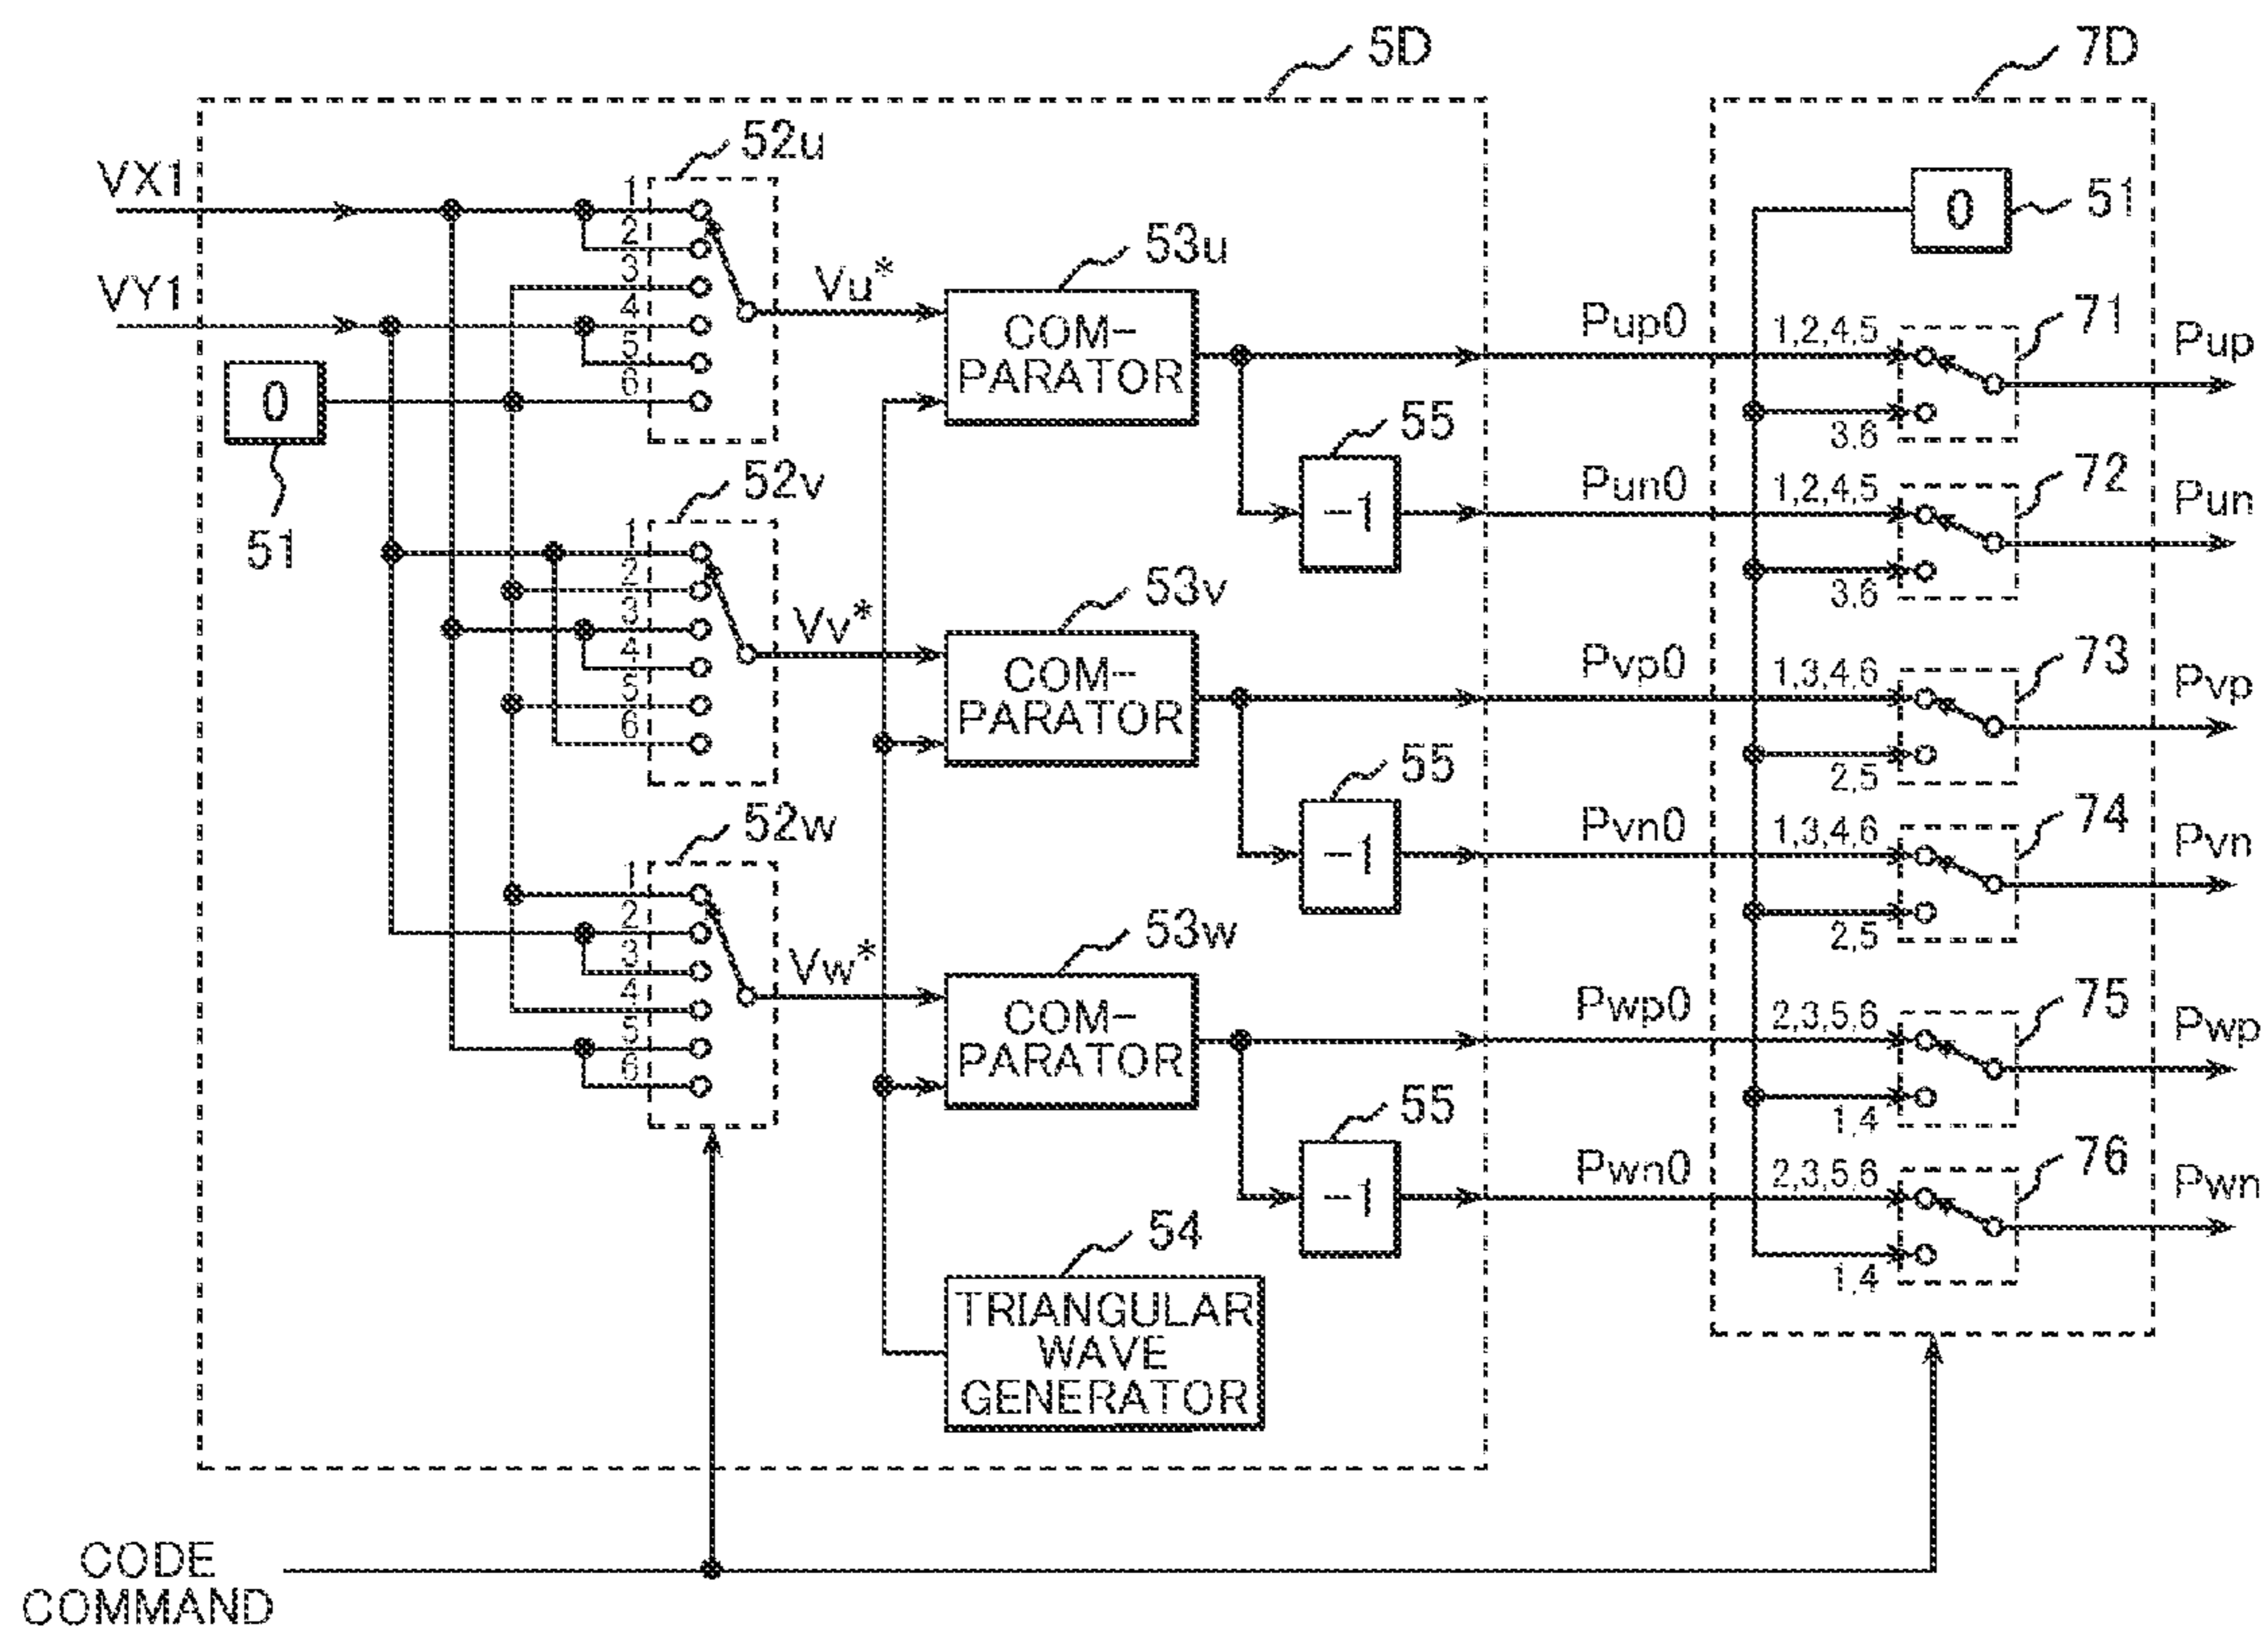 5D
7D
VX1
VY1
0
51
52u
1
2
3
4
5
6
Vu*
53u
COM-
PARATOR
Pup0
55
-1
Pun0
52v
1
2
3
4
5
6
Vv*
53v
COM-
PARATOR
Pvp0
55
-1
Pvn0
52w
1
2
3
4
5
6
Vw*
53w
COM-
PARATOR
Pwp0
55
-1
Pwn0
54
TRIANGULAR
WAVE
GENERATOR
0
51
1,2,4,5
3,6
71
Pup
1,2,4,5
3,6
72
Pun
1,3,4,6
2,5
73
Pvp
1,3,4,6
2,5
74
Pvn
2,3,5,6
1,4
75
Pwp
2,3,5,6
1,4
76
Pwn
CODE
COMMAND